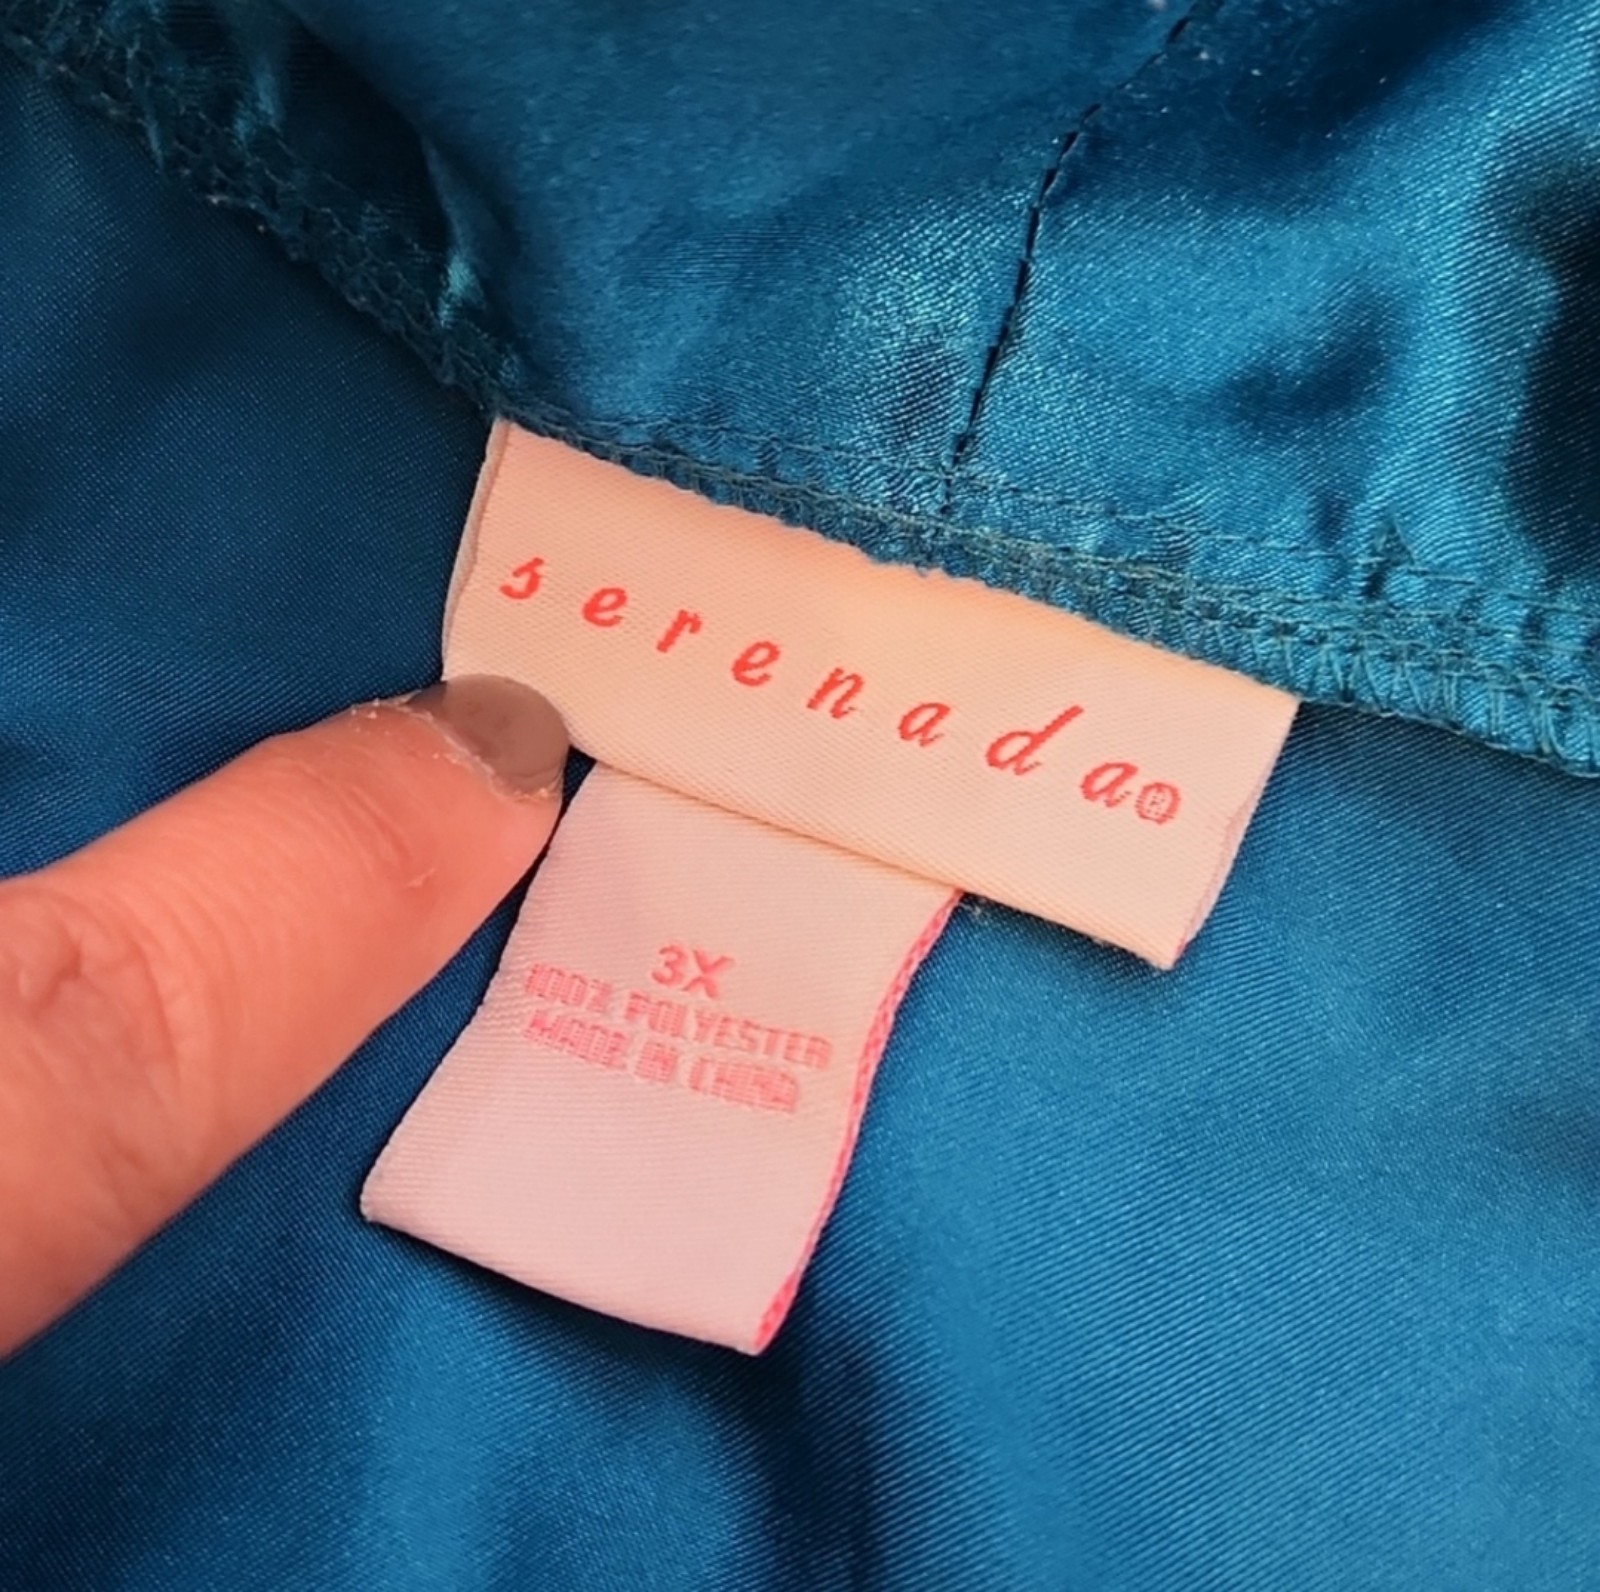 serenada®
3X
100% POLYESTER
MADE IN CHINA